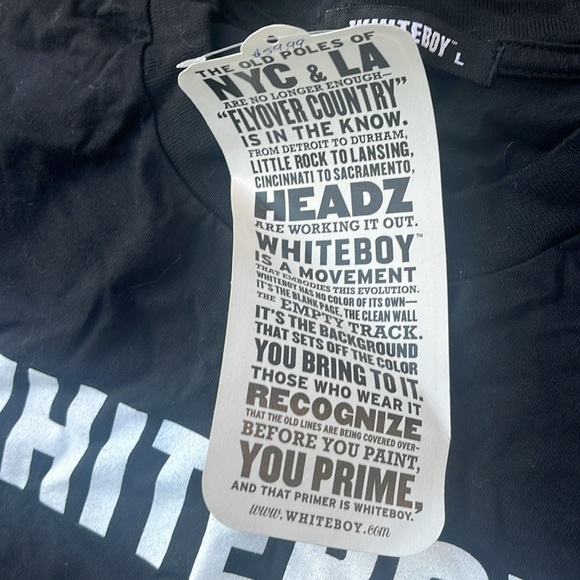 WHITEBOY™ L
$59.99
THE OLD POLES OF
NYC & LA
ARE NO LONGER ENOUGH—
"FLYOVER COUNTRY"
IS IN THE KNOW.
FROM DETROIT TO DURHAM,
LITTLE ROCK TO LANSING,
CINCINNATI TO SACRAMENTO,
HEADZ
ARE WORKING IT OUT.
WHITEBOY™
IS A MOVEMENT
THAT EMBODIES THIS EVOLUTION.
WHITEBOY HAS NO COLOR OF ITS OWN—
IT'S THE BLANK PAGE, THE CLEAN WALL
THE EMPTY TRACK.
IT'S THE BACKGROUND
THAT SETS OFF THE COLOR
YOU BRING TO IT.
THOSE WHO WEAR IT
RECOGNIZE
THAT THE OLD LINES ARE BEING COVERED OVER-
BEFORE YOU PAINT,
YOU PRIME,
AND THAT PRIMER IS WHITEBOY.™
www.WHITEBOY.com
WHITEBO